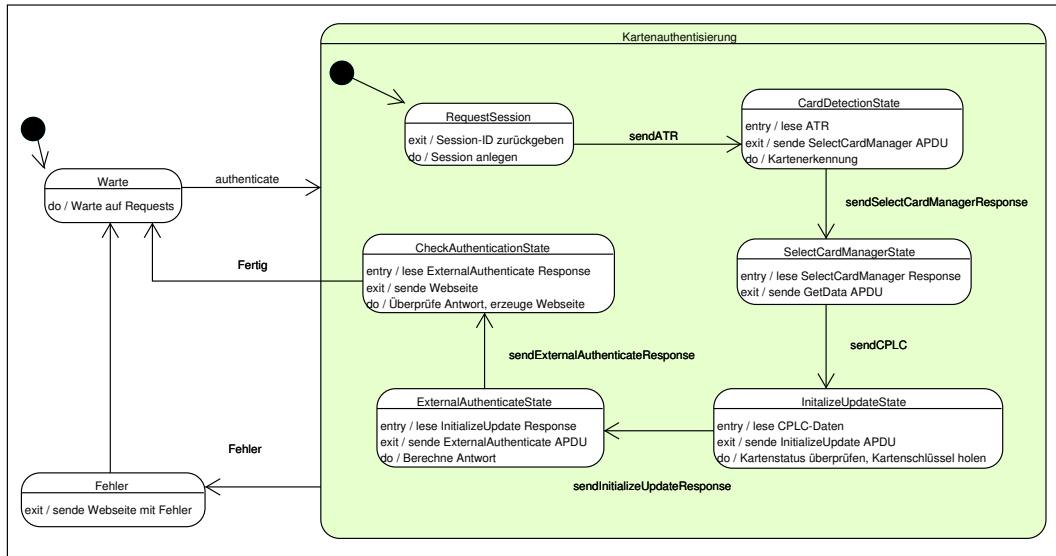 Kartenauthentisierung
RequestSession
exit / Session-ID zurückgeben
do / Session anlegen
sendATR
CardDetectionState
entry / lese ATR
exit / sende SelectCardManager APDU
do / Kartenerkennung
Warte
do / Warte auf Requests
authenticate
sendSelectCardManagerResponse
CheckAuthenticationState
entry / lese ExternalAuthenticate Response
exit / sende Webseite
do / Überprüfe Antwort, erzeuge Webseite
Fertig
SelectCardManagerState
entry / lese SelectCardManager Response
exit / sende GetData APDU
sendExternalAuthenticateResponse
sendCPLC
ExternalAuthenticateState
entry / lese InitializeUpdate Response
exit / sende ExternalAuthenticate APDU
do / Berechne Antwort
InitalizeUpdateState
entry / lese CPLC-Daten
exit / sende InitializeUpdate APDU
do / Kartenstatus überprüfen, Kartenschlüssel holen
sendInitializeUpdateResponse
Fehler
Fehler
exit / sende Webseite mit Fehler